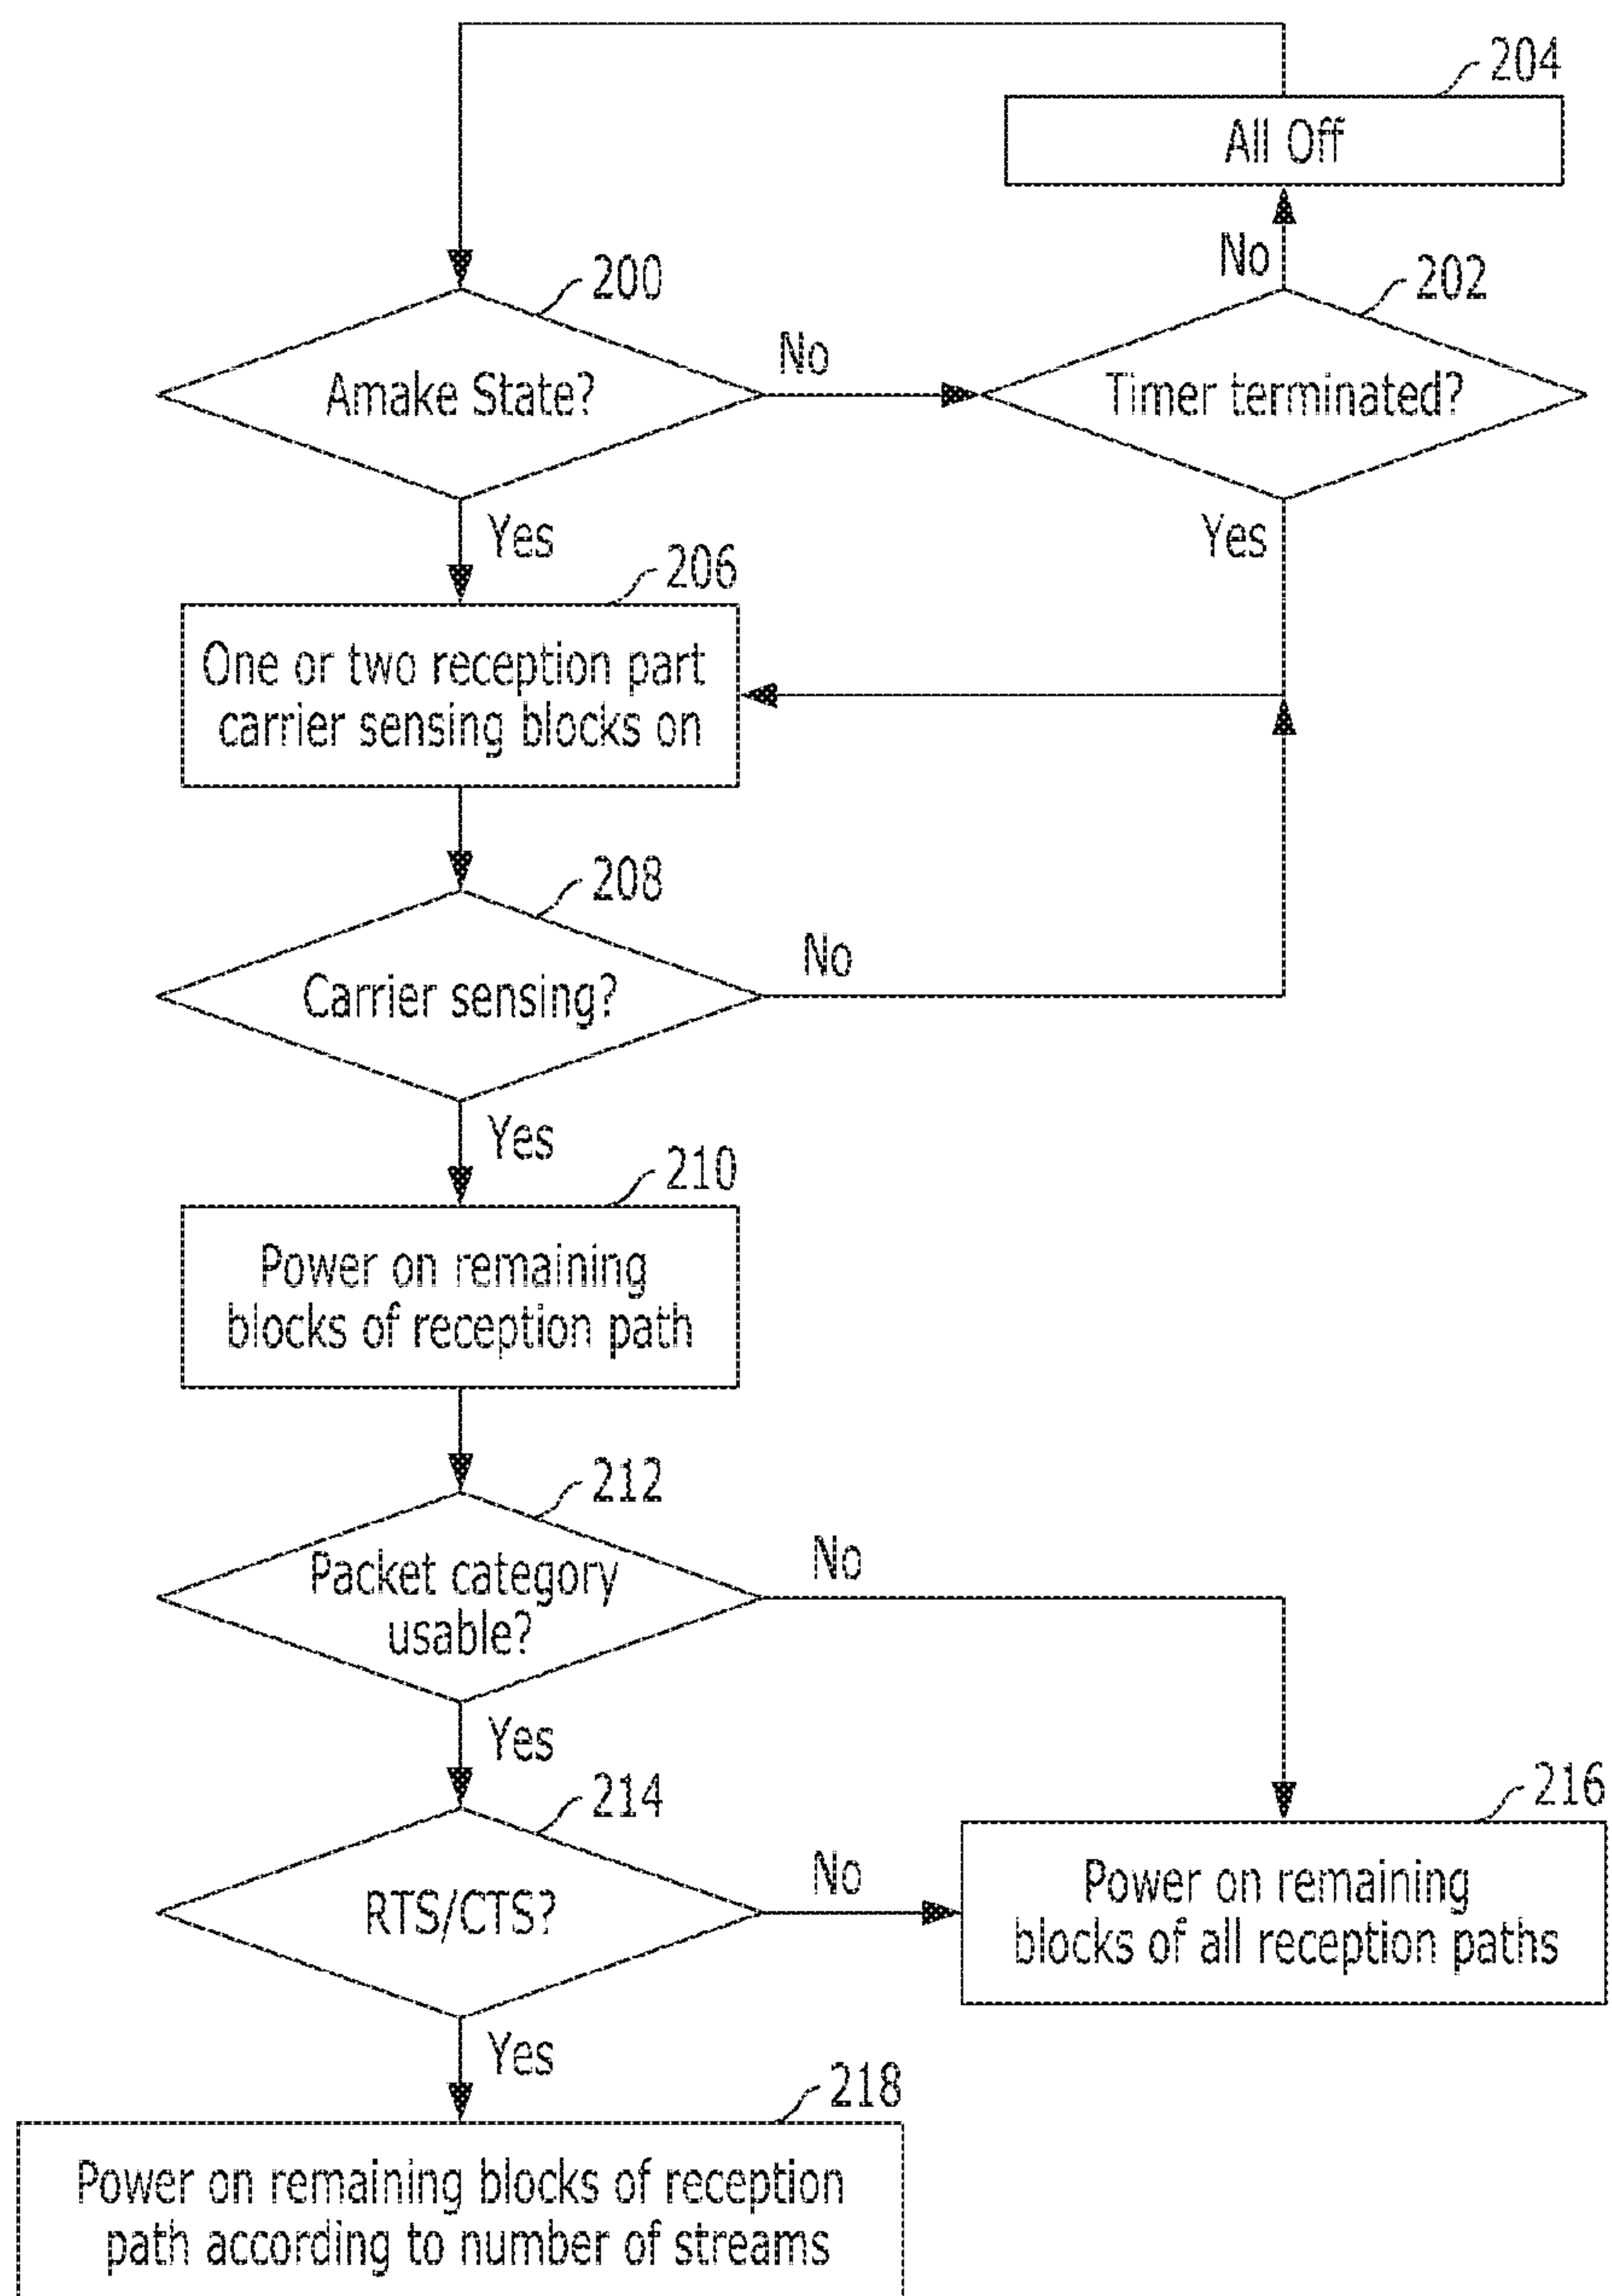 204
All Off
No
200
202
Amake State?
No
Timer terminated?
Yes
Yes
206
One or two reception part
carrier sensing blocks on
208
Carrier sensing?
No
Yes
210
Power on remaining
blocks of reception path
212
Packet category
usable?
No
Yes
214
216
RTS/CTS?
No
Power on remaining
blocks of all reception paths
Yes
218
Power on remaining blocks of reception
path according to number of streams